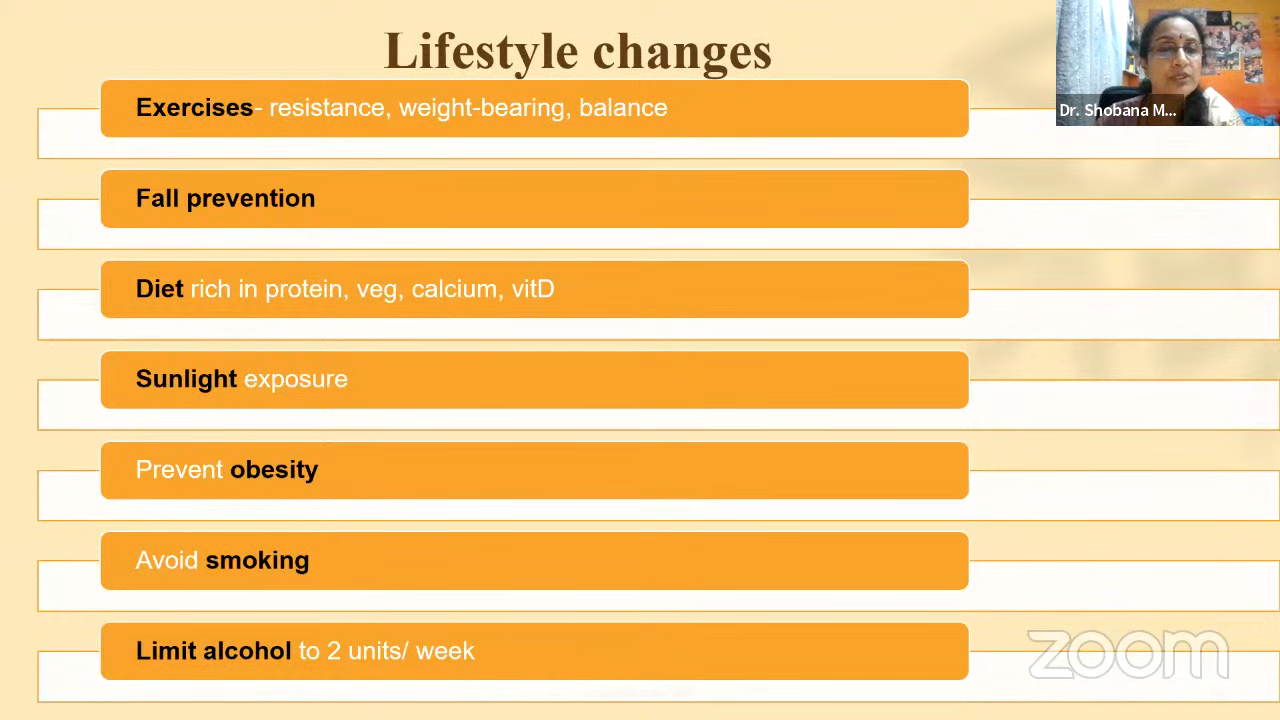 Lifestyle changes
Exercises- resistance, weight-bearing, balance
Dr. Shobana M...
Fall prevention
Diet rich in protein, veg, calcium, vitD
Sunlight exposure
Prevent obesity
Avoid smoking
Limit alcohol to 2 units/ week
zoom